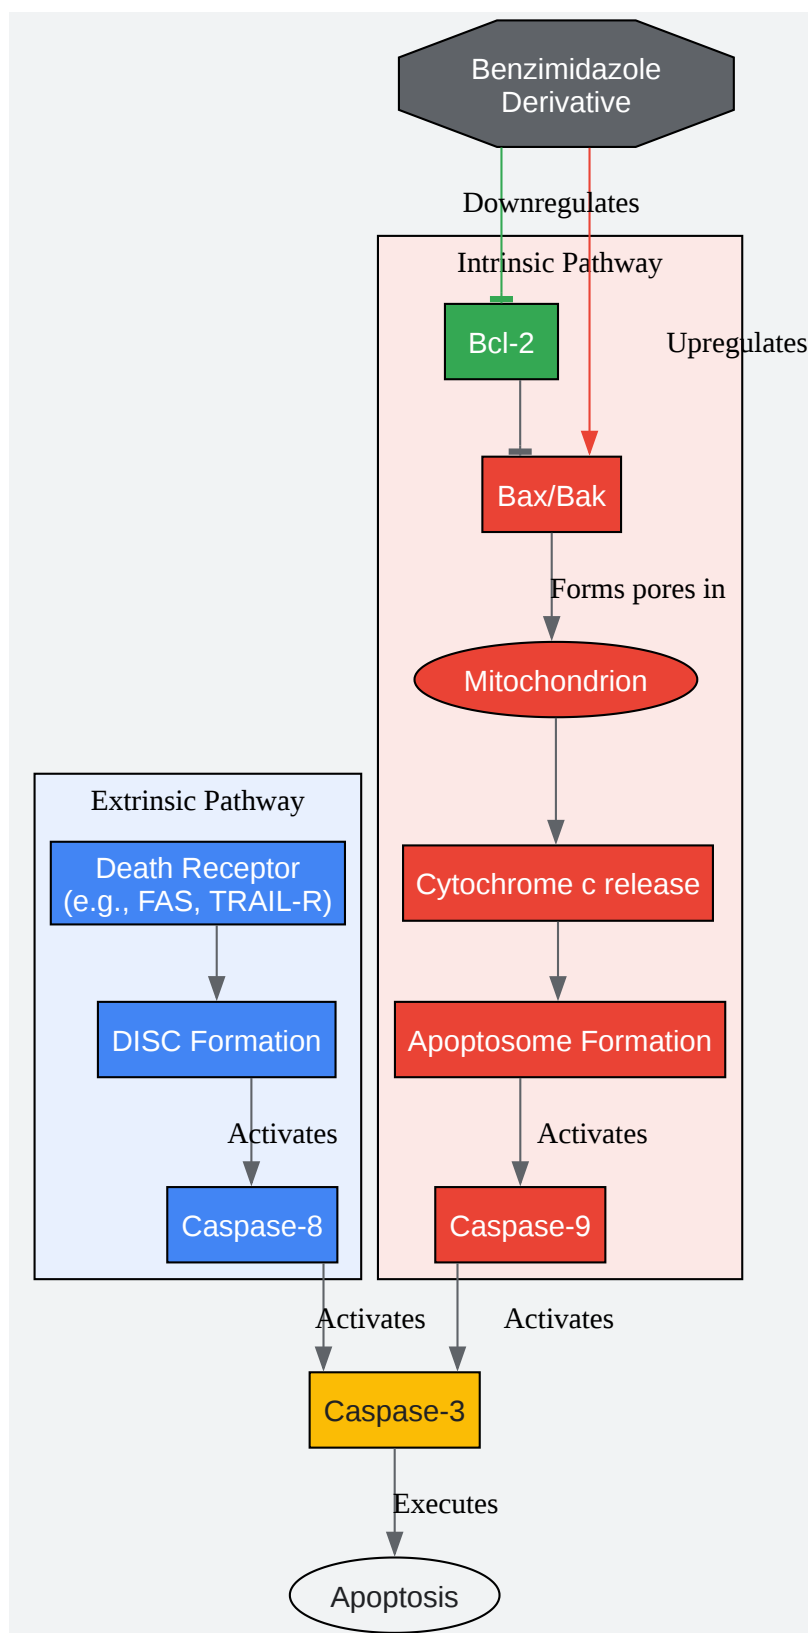 Benzimidazole
Derivative
Downregulates
Intrinsic Pathway
Bcl-2
Upregulates
Bax/Bak
Forms pores in
Mitochondrion
Extrinsic Pathway
Death Receptor
(e.g., FAS, TRAIL-R)
Cytochrome c release
DISC Formation
Apoptosome Formation
Activates
Activates
Caspase-8
Caspase-9
Activates
Activates
Caspase-3
Executes
Apoptosis